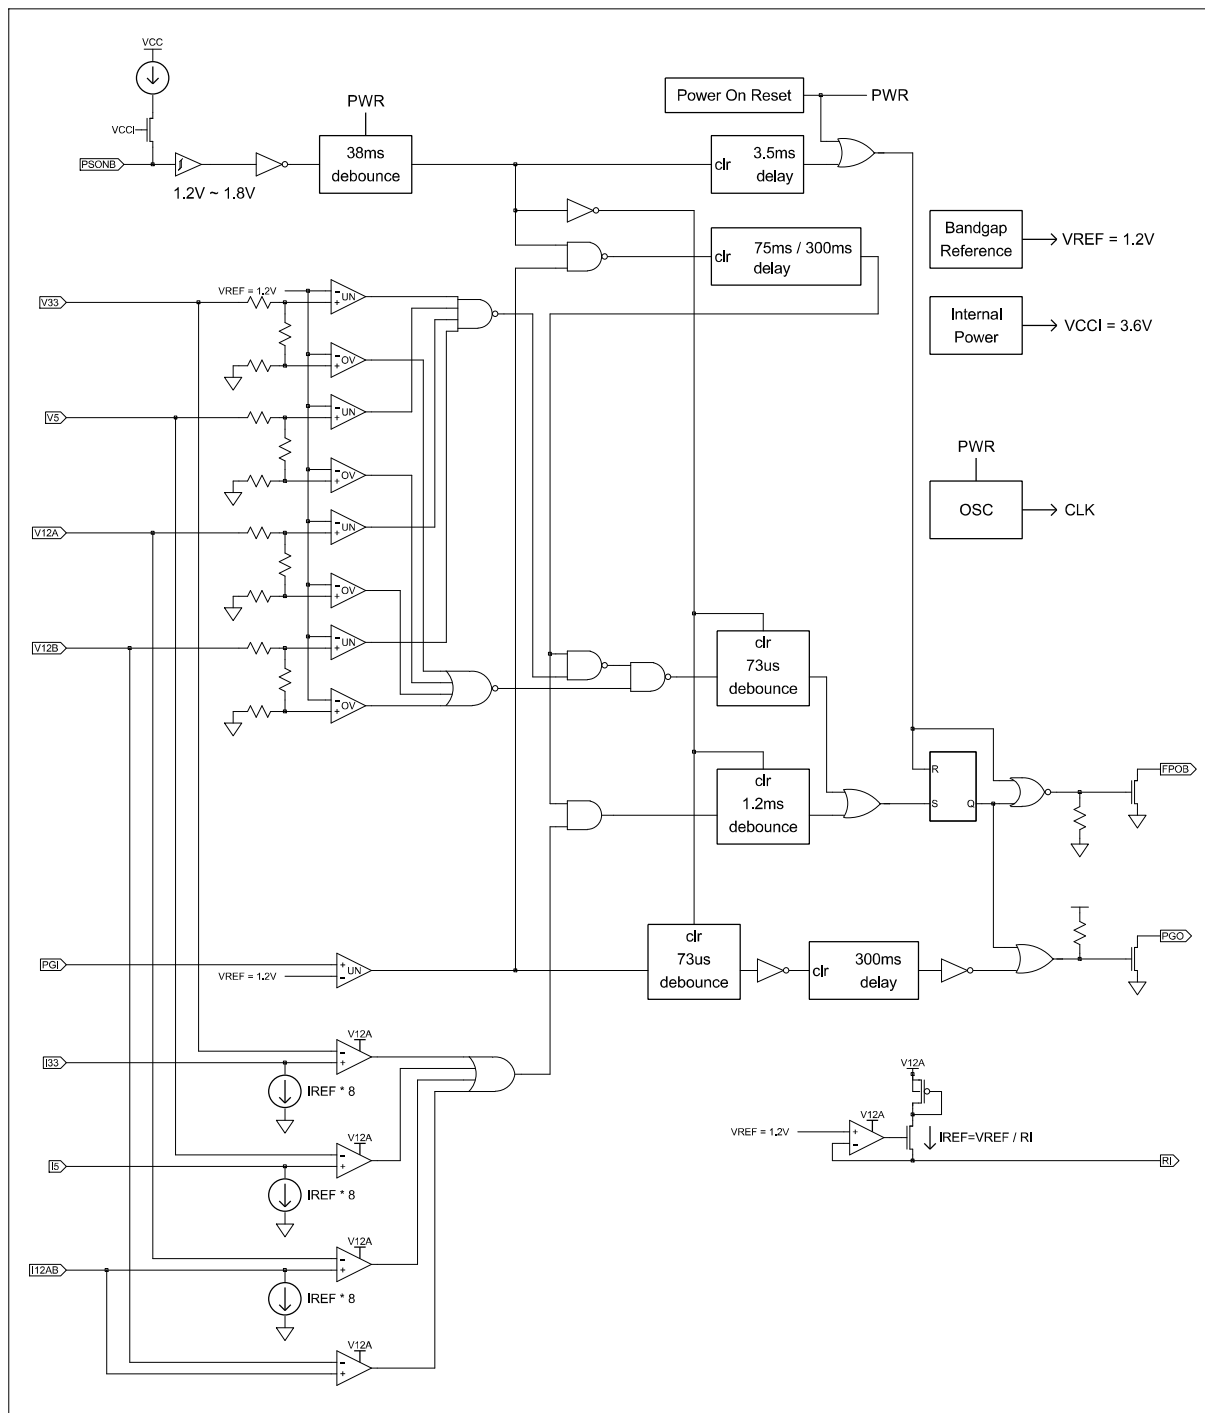 VCC
VCCI
PSONB
1.2V ~ 1.8V
PWR
38ms
debounce
Power On Reset
PWR
clr
3.5ms
delay
clr
75ms / 300ms
delay
Bandgap
Reference
VREF = 1.2V
Internal
Power
VCCI = 3.6V
PWR
OSC
CLK
VREF = 1.2V
V33
- UN
+
- OV
+
V5
- UN
+
- OV
+
V12A
- UN
+
- OV
+
V12B
- UN
+
- OV
+
clr
73us
debounce
clr
1.2ms
debounce
R
S
Q
FPOB
PGI
VREF = 1.2V
+ UN
-
clr
73us
debounce
clr
300ms
delay
PGO
V12A
-
+
I33
IREF * 8
V12A
-
+
I5
IREF * 8
V12A
-
+
I12AB
IREF * 8
V12A
-
+
V12A
V12A
VREF = 1.2V
+
-
IREF=VREF / RI
RI